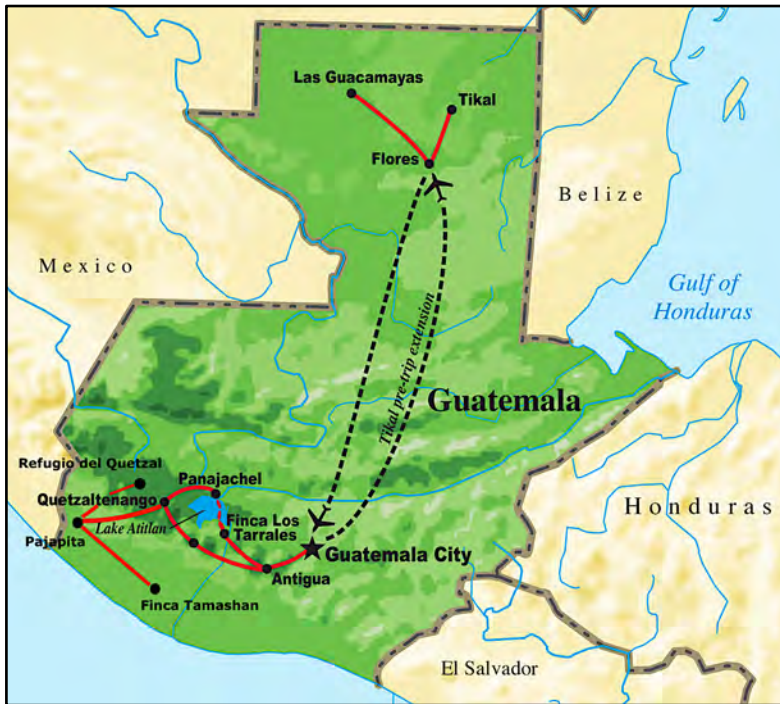 Las Guacamayas
Tikal
Flores
Belize
Mexico
Gulf of
Honduras
Tikal pre-trip extension
Guatemala
Refugio del Quetzal
Panajachel
Quetzaltenango
Lake Atitlan
Finca Los
Tarrales
Pajapita
Guatemala City
Antigua
Finca Tamashan
Honduras
El Salvador